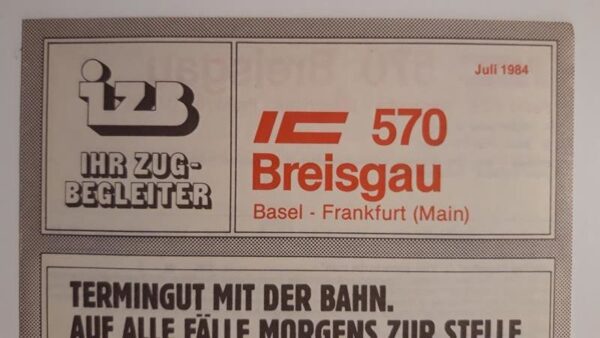 izB
IHR ZUG-
BEGLEITER
Juli 1984
IC 570
Breisgau
Basel - Frankfurt (Main)
TERMINGUT MIT DER BAHN.
AUF ALLE FÄLLE MORGENS ZUR STELLE